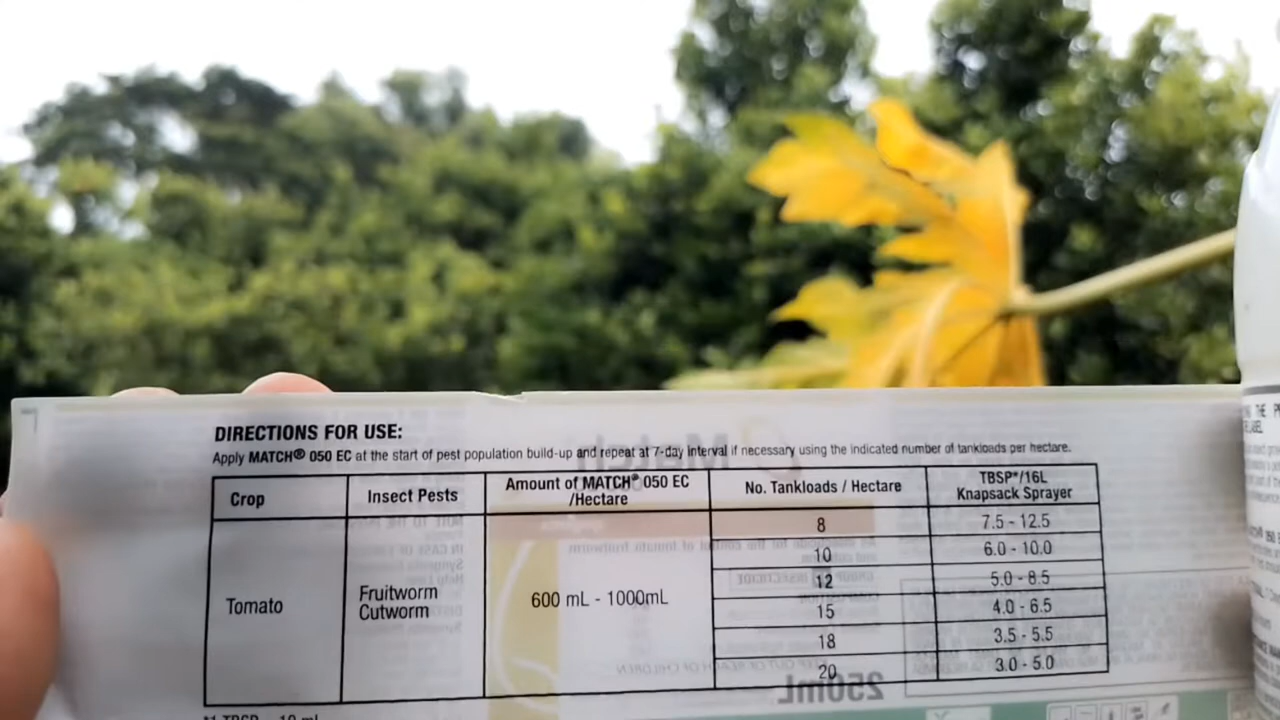 DIRECTIONS FOR USE:
Apply MATCH® 050 EC at the start of pest population build-up and repeat at 7-day interval if necessary using the indicated number of tankloads per hectare.
Crop
Insect Pests
Amount of MATCH® 050 EC
/Hectare
No. Tankloads / Hectare
TBSP*/16L
Knapsack Sprayer
Tomato
Fruitworm
Cutworm
600 mL - 1000mL
8
7.5 - 12.5
10
6.0 - 10.0
12
5.0 - 8.5
15
4.0 - 6.5
18
3.5 - 5.5
20
3.0 - 5.0
Match
250mL